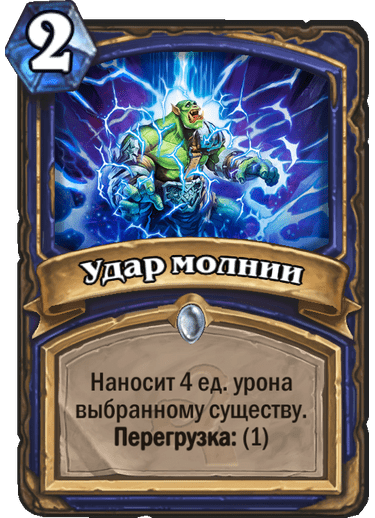 2
Удар молнии
Наносит 4 ед. урона
выбранному существу.
Перегрузка: (1)